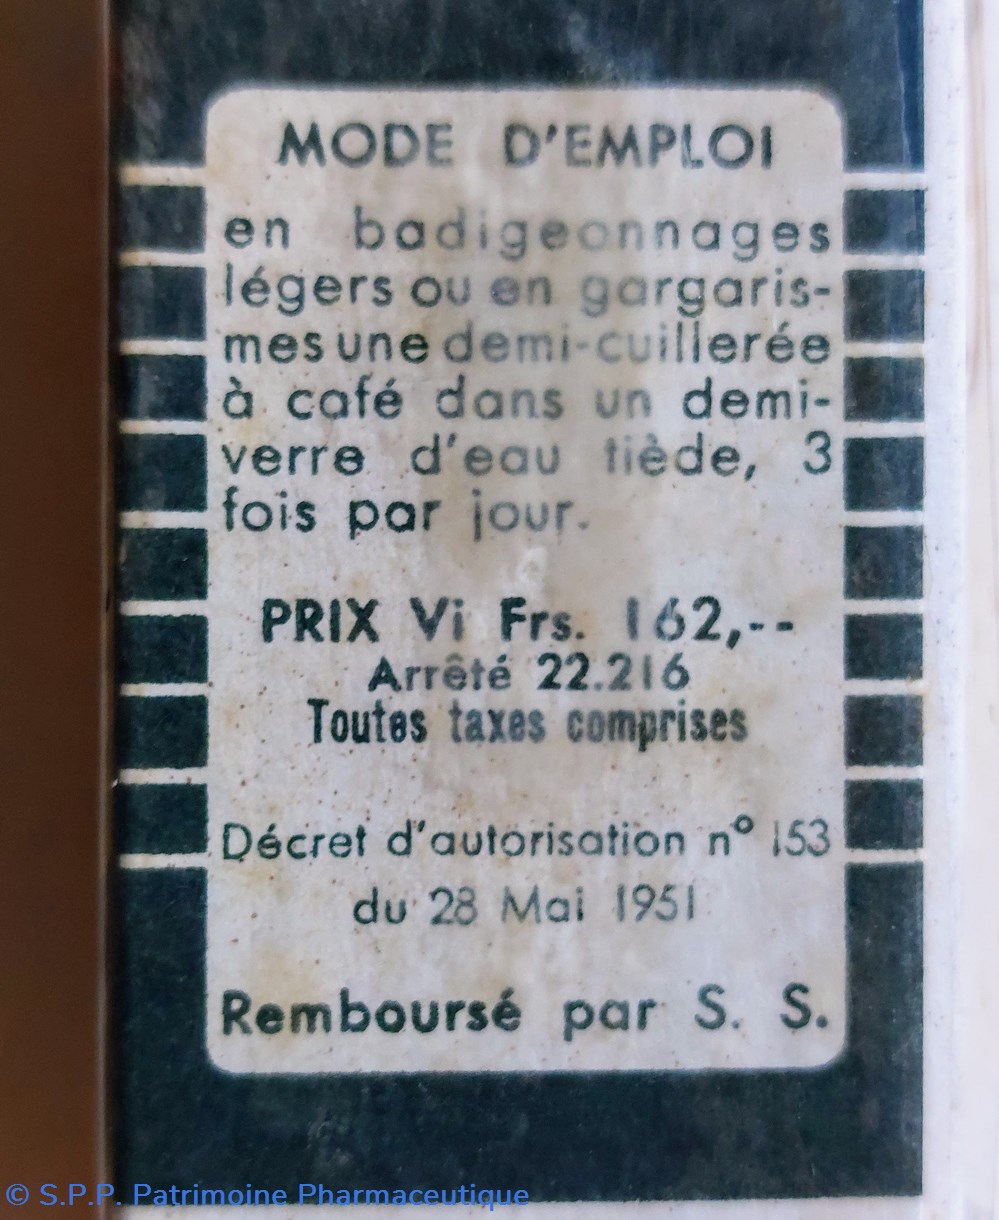 MODE D'EMPLOI
en badigeonnages
légers ou en gargaris-
mes une demi-cuillerée
à café dans un demi-
verre d'eau tiède, 3
fois par jour.
PRIX Vi Frs. 162,--
Arrêté 22.216
Toutes taxes comprises
Décret d'autorisation n° 153
du 28 Mai 1951
Remboursé par S. S.
© S.P.P. Patrimoine Pharmaceutique